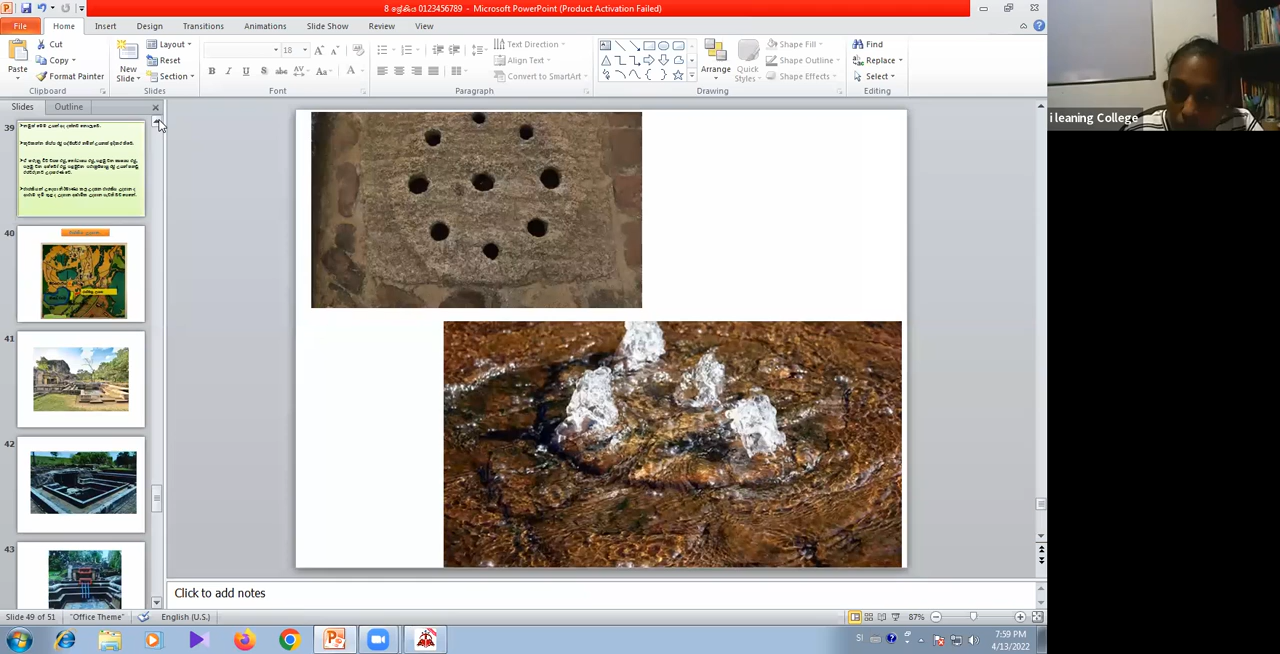 8 ශ්‍රේණිය 0123456789 - Microsoft PowerPoint (Product Activation Failed)
File Home Insert Design Transitions Animations Slide Show Review View
Paste
Cut
Copy
Format Painter
Clipboard
New Slide
Layout
Reset
Section
Slides
18
Font
Text Direction
Align Text
Convert to SmartArt
Paragraph
Arrange
Quick Styles
Shape Fill
Shape Outline
Shape Effects
Drawing
Find
Replace
Select
Editing
Slides Outline
39
40
41
42
43
i leaning College
Click to add notes
Slide 49 of 51 "Office Theme" English (U.S.) 87%
SI
7:59 PM
4/13/2022